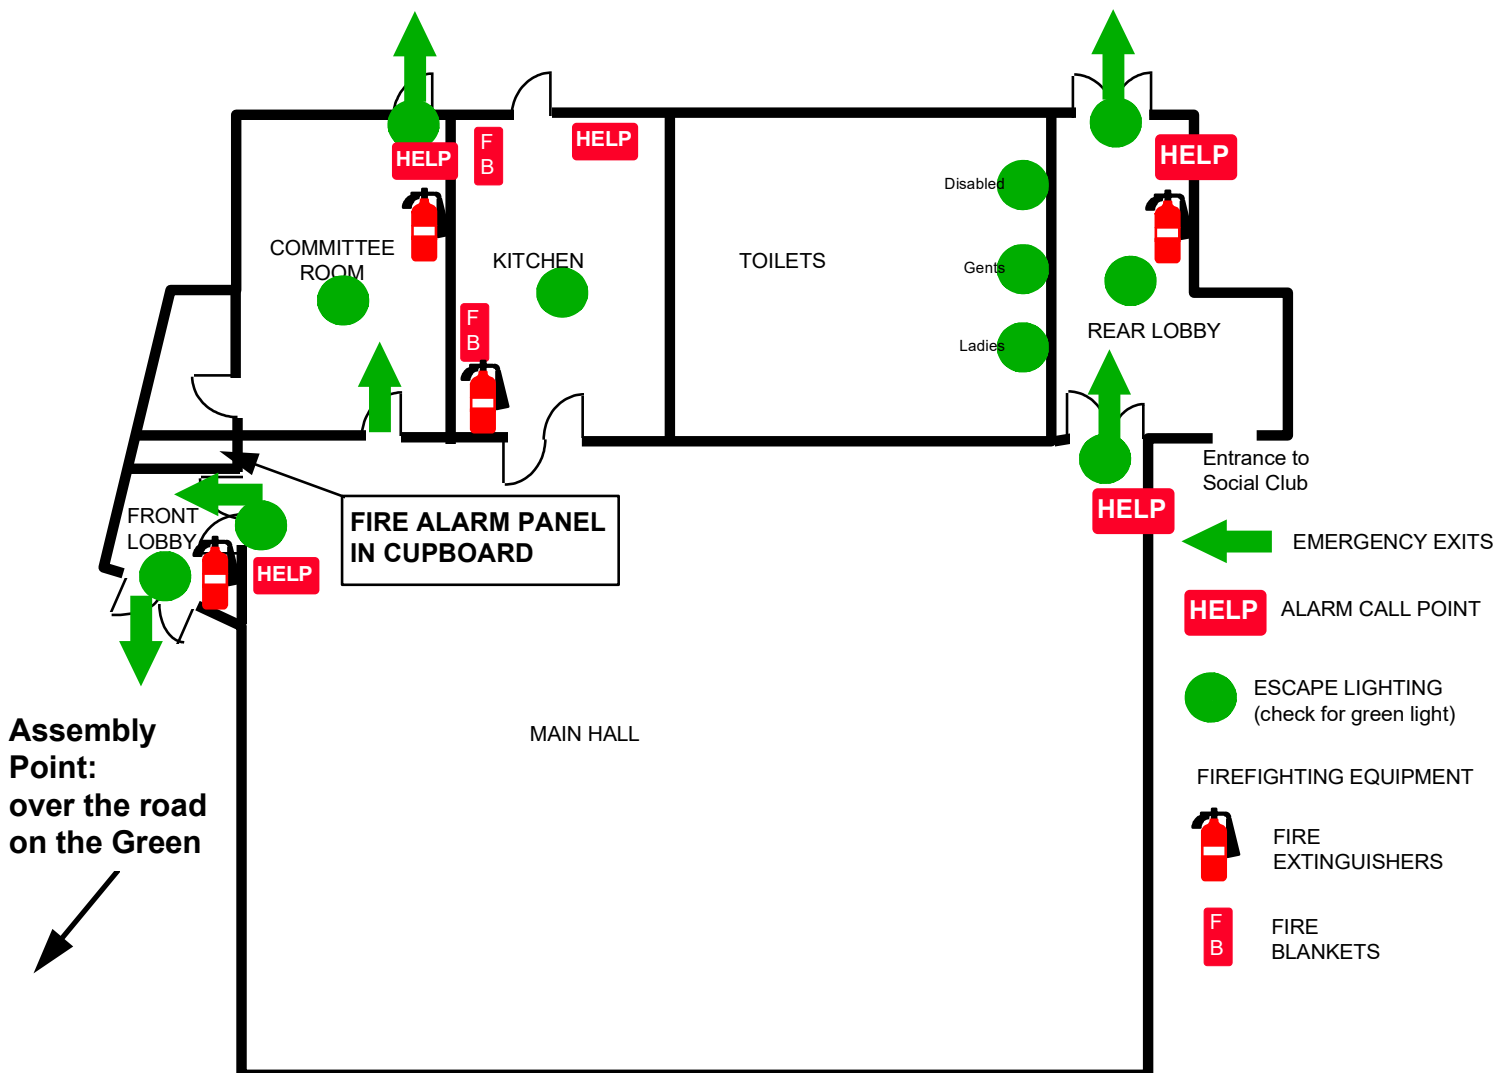 F
B
HELP
HELP
HELP
Disabled
COMMITTEE
ROOM
KITCHEN
TOILETS
Gents
F
B
REAR LOBBY
Ladies
Entrance to
Social Club
FRONT
LOBBY
FIRE ALARM PANEL
IN CUPBOARD
HELP
HELP
EMERGENCY EXITS
HELP
ALARM CALL POINT
ESCAPE LIGHTING
(check for green light)
Assembly
Point:
over the road
on the Green
MAIN HALL
FIREFIGHTING EQUIPMENT
FIRE
EXTINGUISHERS
F
B
FIRE
BLANKETS